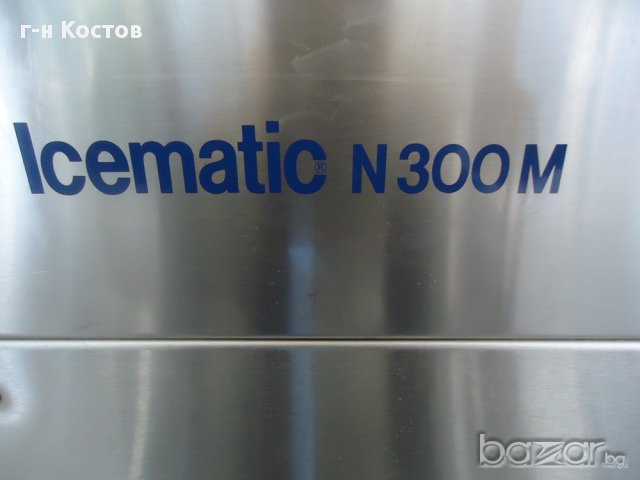 г-н Костов
Icematic® N300M
bazar.bg